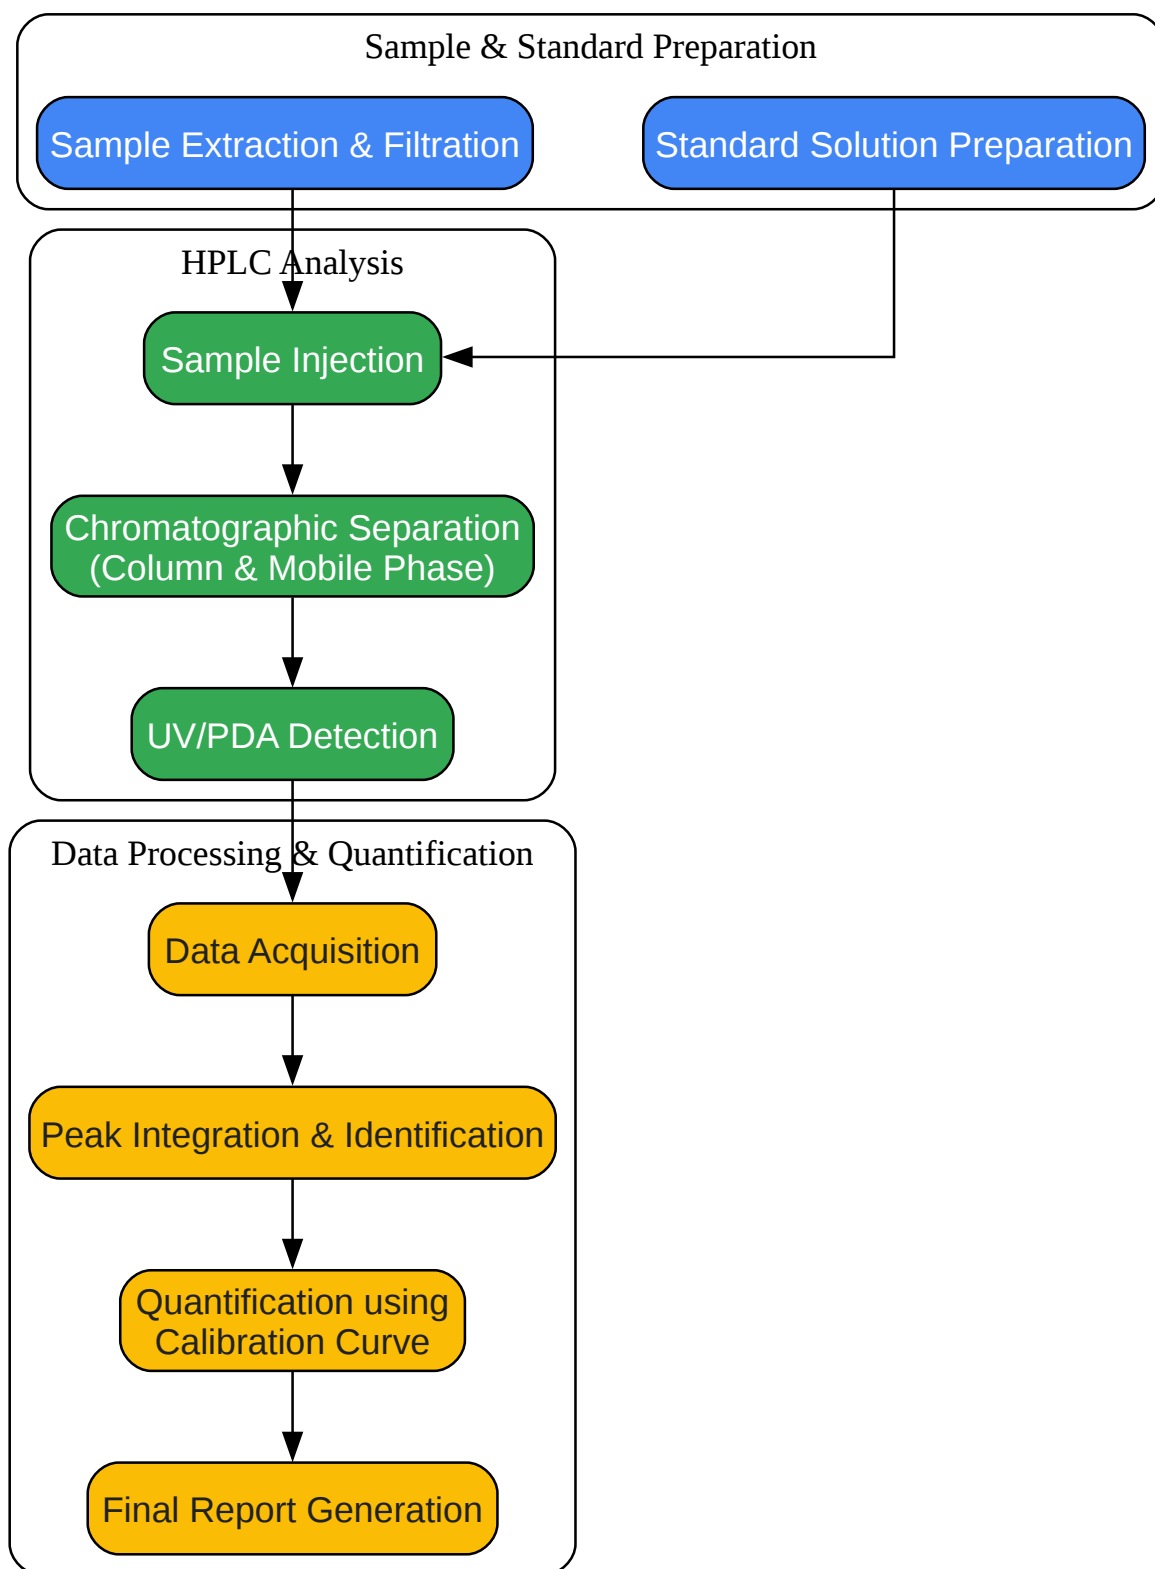 Sample & Standard Preparation
Sample Extraction & Filtration
Standard Solution Preparation
HPLC Analysis
Sample Injection
Chromatographic Separation
(Column & Mobile Phase)
UV/PDA Detection
Data Processing & Quantification
Data Acquisition
Peak Integration & Identification
Quantification using
Calibration Curve
Final Report Generation